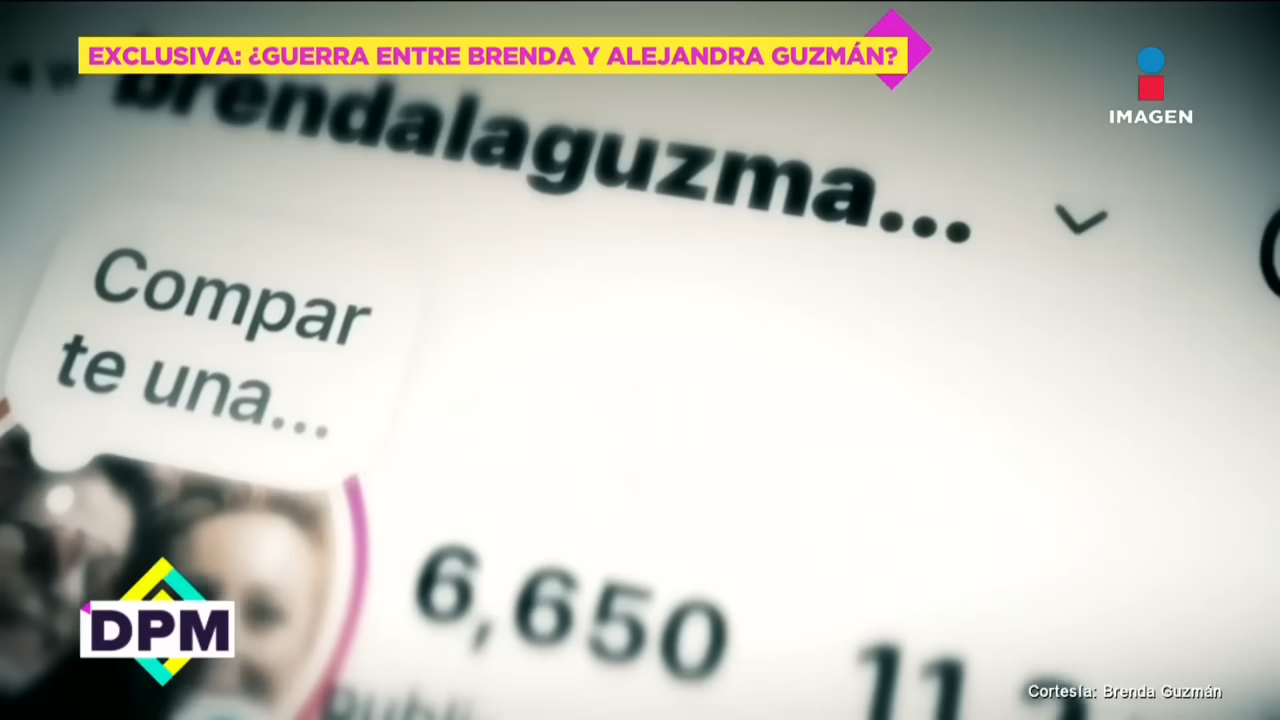 EXCLUSIVA: ¿GUERRA ENTRE BRENDA Y ALEJANDRA GUZMÁN?
IMAGEN
brendalaguzma...
Compar
te una...
6,650
DPM
Cortesía: Brenda Guzmán